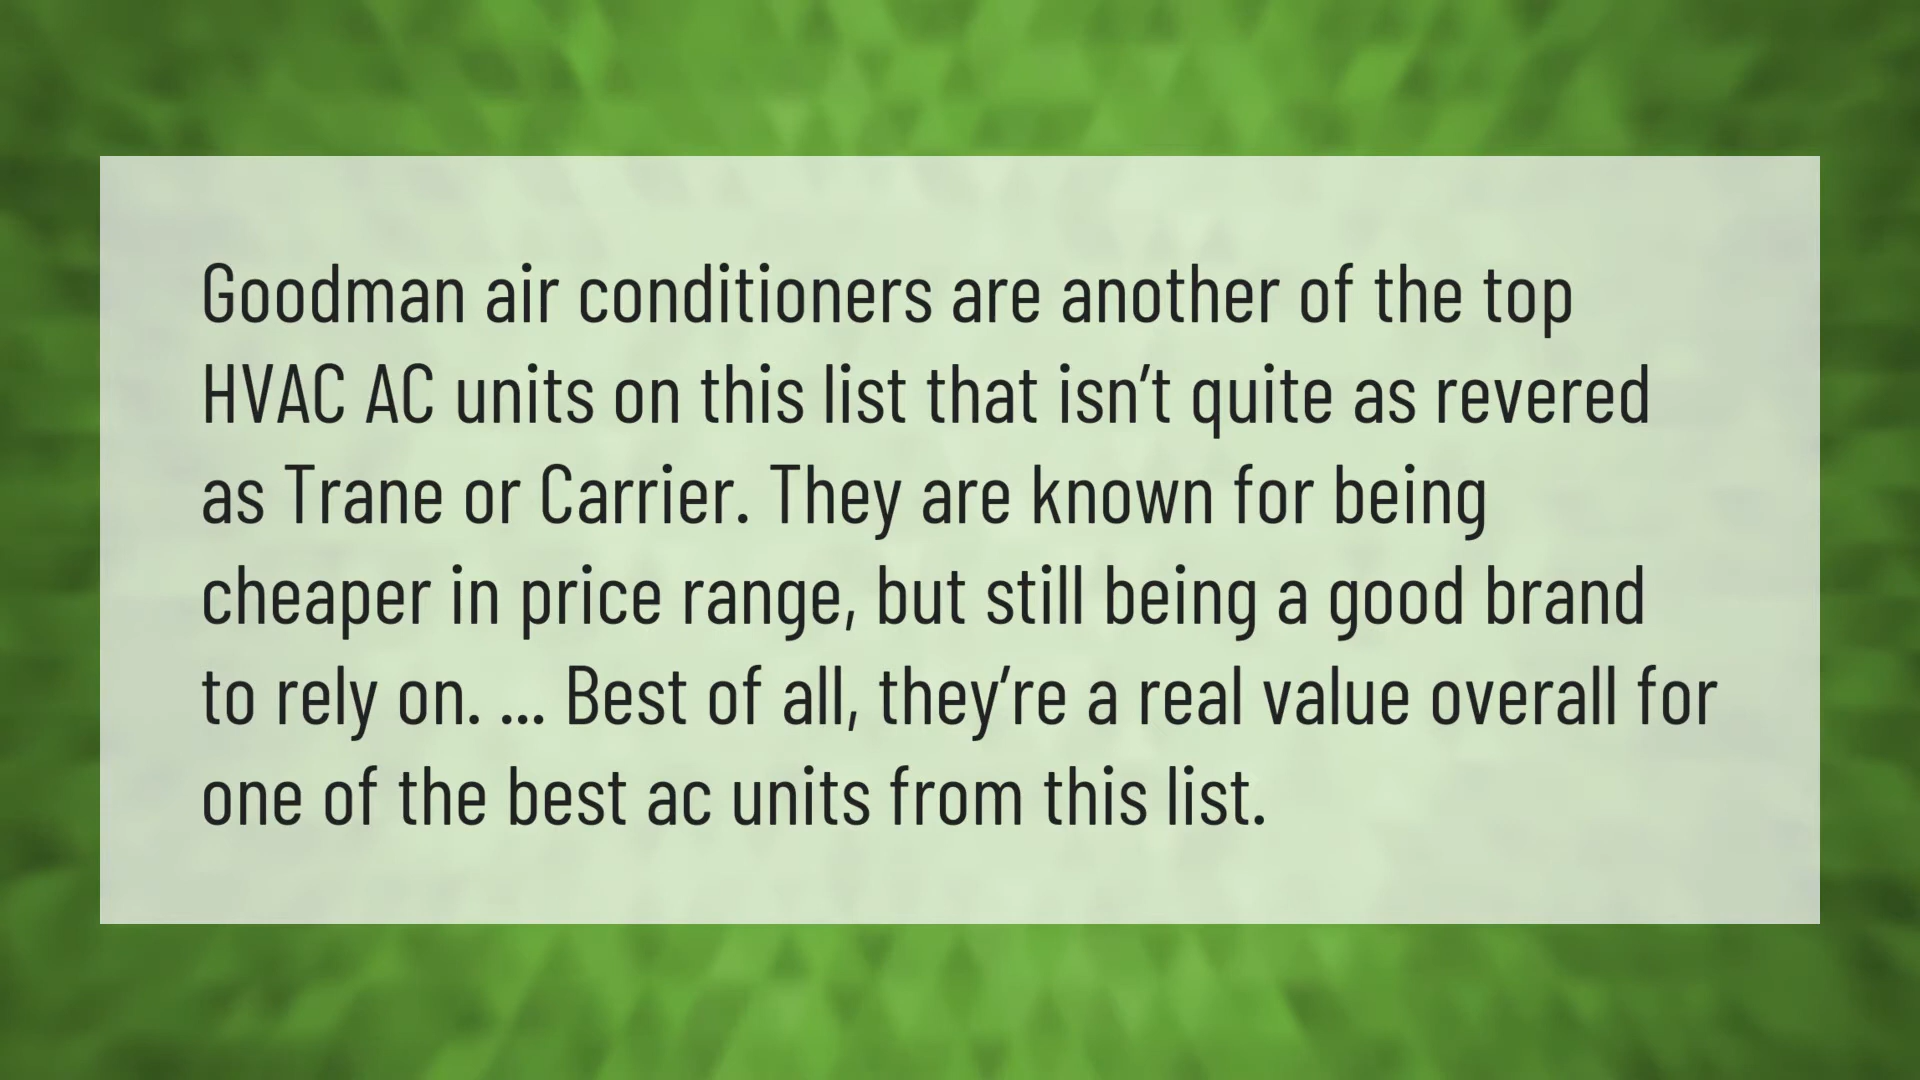 Goodman air conditioners are another of the top
HVAC AC units on this list that isn’t quite as revered
as Trane or Carrier. They are known for being
cheaper in price range, but still being a good brand
to rely on. ... Best of all, they’re a real value overall for
one of the best ac units from this list.